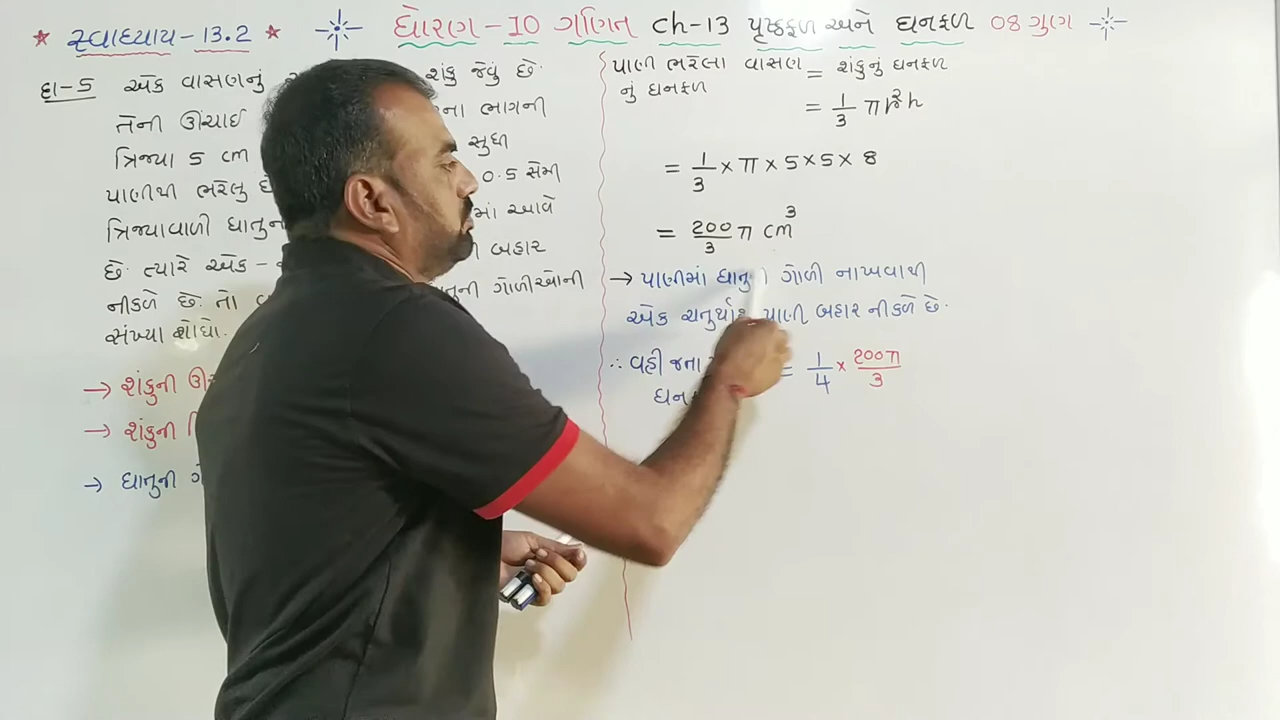 ★ સ્વાધ્યાય-13.2 ★ ધોરણ-10 ગણિત ch-13 પૃષ્ઠફળ અને ઘનફળ 08 ગુણ
દા-5 એક વાસણનું શંકુ જેવું છે.
તેની ઊંચાઈ ના ભાગની
ત્રિજ્યા 5 cm સુધી
પાણીથી ભરેલુ 0.5 સેમી
ત્રિજ્યાવાળી ધાતુન માં આવે
છે. ત્યારે એક- બહાર
નીકળે છે. તો ની ગોળીઓની
સંખ્યા શોધો.
→ શંકુની
→ શંકુની
→ ધાતુની
પાણી ભરેલા વાસણ = શંકુનું ઘનફળ
નું ઘનફળ
= 1/3 πr²h
= 1/3 × π × 5 × 5 × 8
= 200/3 π cm³
→ પાણીમાં ધાતુ ગોળી નાખવાથી
એક ચતુર્થાંશ પાણી બહાર નીકળે છે.
∴ વહી જતા = 1/4 × 200π/3
ઘન